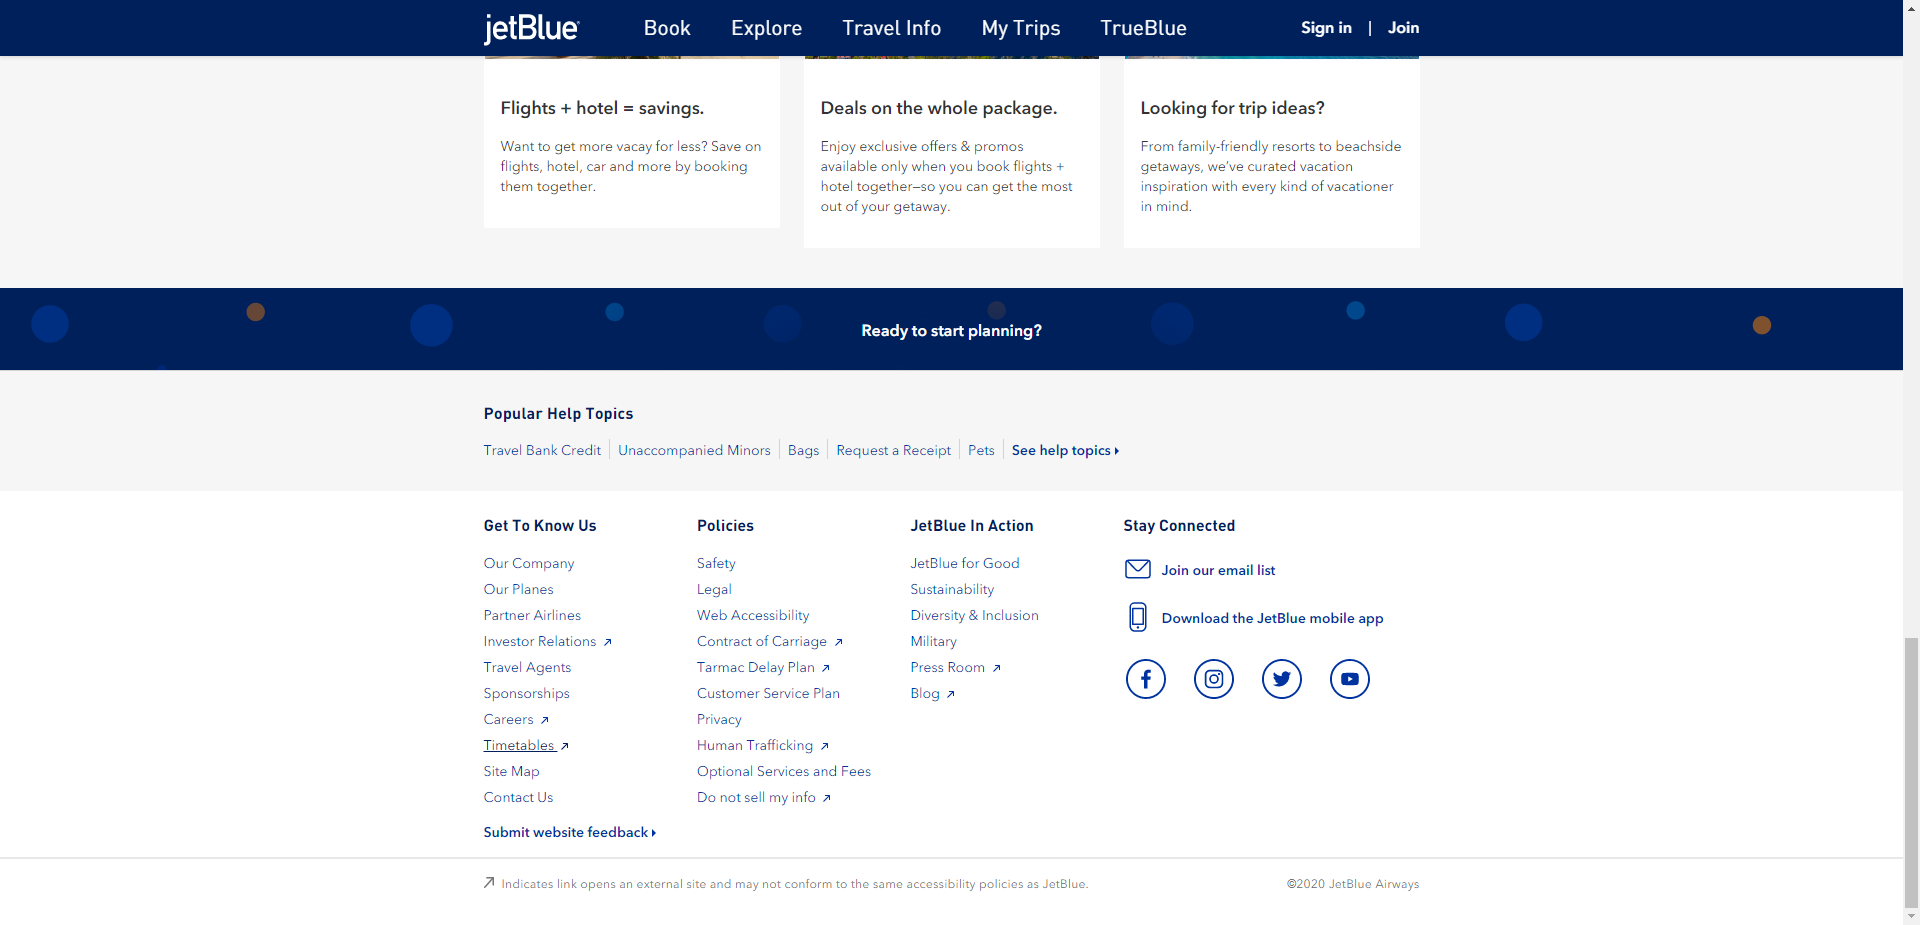 jetBlue Book Explore Travel Info My Trips TrueBlue Sign in | Join
Flights + hotel = savings.
Want to get more vacay for less? Save on
flights, hotel, car and more by booking
them together.
Deals on the whole package.
Enjoy exclusive offers & promos
available only when you book flights +
hotel together—so you can get the most
out of your getaway.
Looking for trip ideas?
From family-friendly resorts to beachside
getaways, we've curated vacation
inspiration with every kind of vacationer
in mind.
Ready to start planning?
Popular Help Topics
Travel Bank Credit Unaccompanied Minors Bags Request a Receipt Pets See help topics
Get To Know Us
Our Company
Our Planes
Partner Airlines
Investor Relations
Travel Agents
Sponsorships
Careers
Timetables
Site Map
Contact Us
Submit website feedback
Policies
Safety
Legal
Web Accessibility
Contract of Carriage
Tarmac Delay Plan
Customer Service Plan
Privacy
Human Trafficking
Optional Services and Fees
Do not sell my info
JetBlue In Action
JetBlue for Good
Sustainability
Diversity & Inclusion
Military
Press Room
Blog
Stay Connected
Join our email list
Download the JetBlue mobile app
Indicates link opens an external site and may not conform to the same accessibility policies as JetBlue.
©2020 JetBlue Airways